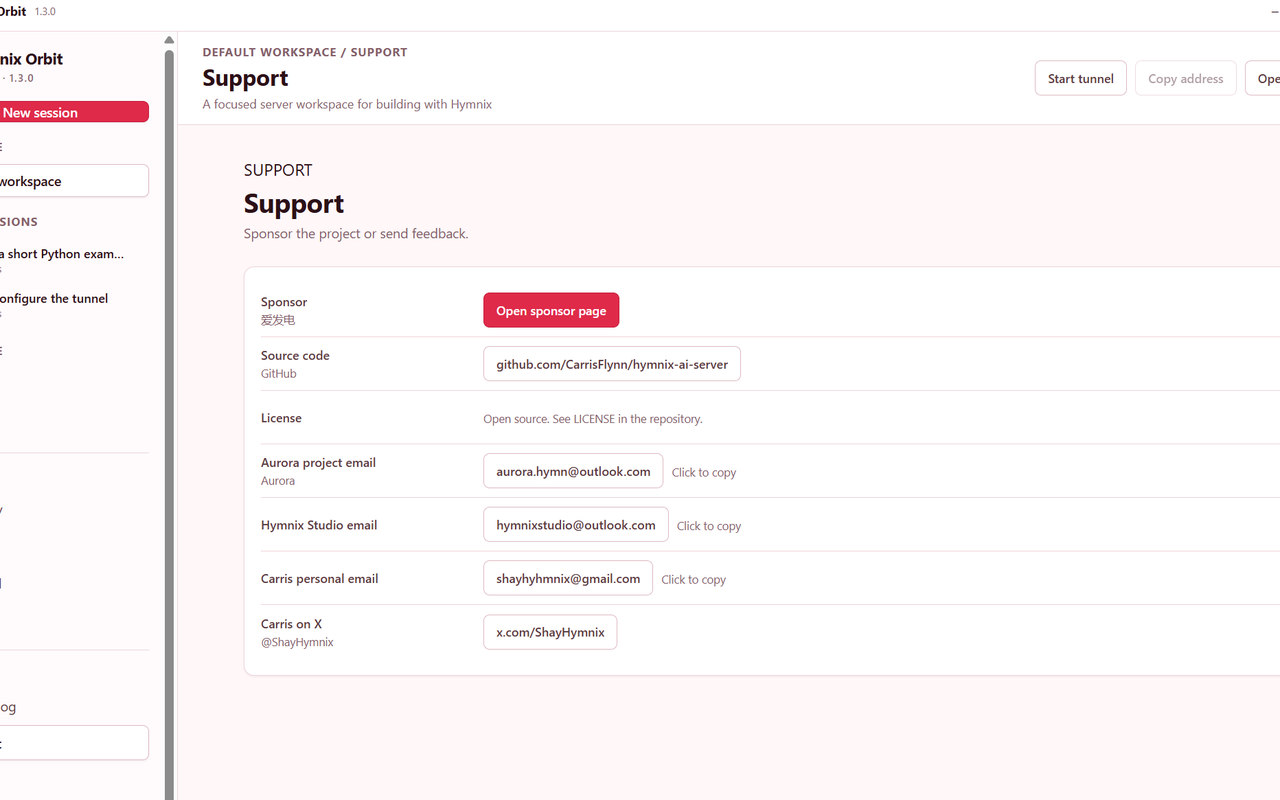 Orbit 1.3.0
nix Orbit
· 1.3.0
New session
E
workspace
SIONS
a short Python exam...
s
onfigure the tunnel
s
E
y
l
og
t
DEFAULT WORKSPACE / SUPPORT
Support
A focused server workspace for building with Hymnix
Start tunnel
Copy address
Ope
SUPPORT
Support
Sponsor the project or send feedback.
Sponsor
爱发电
Open sponsor page
Source code
GitHub
github.com/CarrisFlynn/hymnix-ai-server
License
Open source. See LICENSE in the repository.
Aurora project email
Aurora
aurora.hymn@outlook.com Click to copy
Hymnix Studio email
hymnixstudio@outlook.com Click to copy
Carris personal email
shayhyhmnix@gmail.com Click to copy
Carris on X
@ShayHymnix
x.com/ShayHymnix